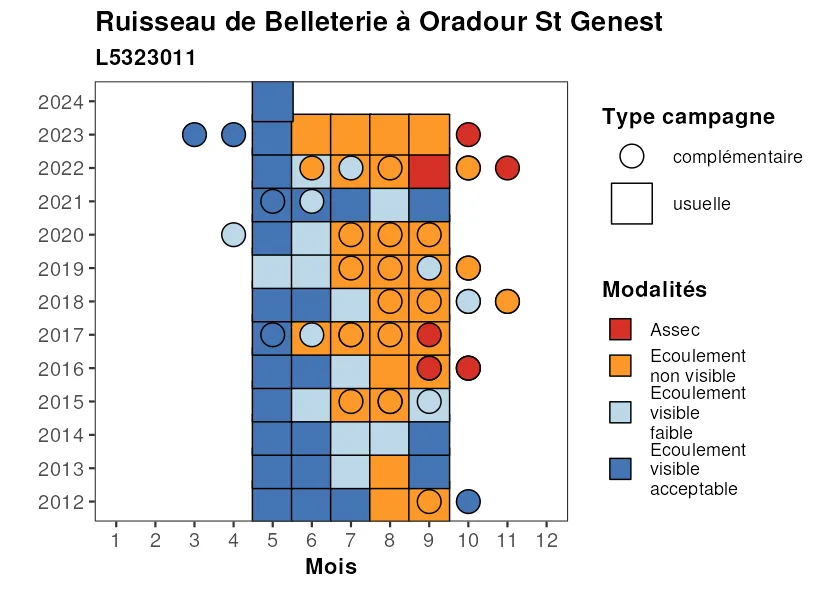 Ruisseau de Belleterie à Oradour St Genest
L5323011
2024
2023
2022
2021
2020
2019
2018
2017
2016
2015
2014
2013
2012
1 2 3 4 5 6 7 8 9 10 11 12
Mois
Type campagne
complémentaire
usuelle
Modalités
Assec
Ecoulement
non visible
Ecoulement
visible
faible
Ecoulement
visible
acceptable